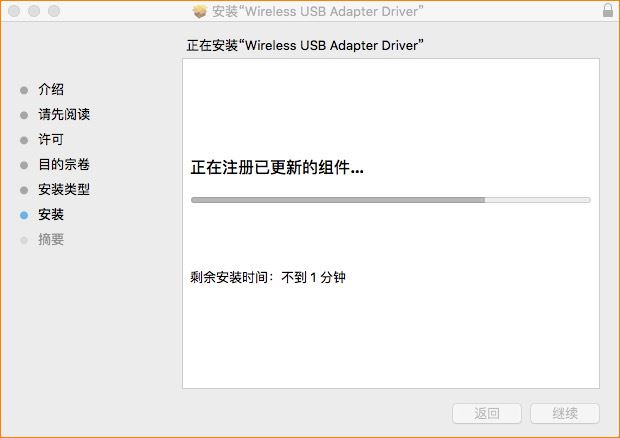 安装“Wireless USB Adapter Driver”
正在安装“Wireless USB Adapter Driver”
介绍
请先阅读
许可
目的宗卷
安装类型
安装
摘要
正在注册已更新的组件...
剩余安装时间：不到 1 分钟
返回
继续